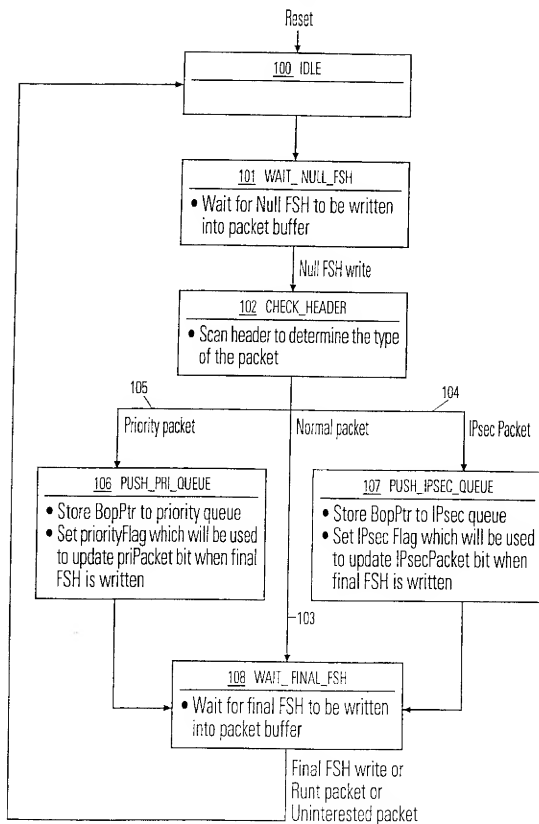 Reset
100 IDLE
101 WAIT_NULL_FSH
• Wait for Null FSH to be written
into packet buffer
Null FSH write
102 CHECK_HEADER
• Scan header to determine the type
of the packet
105
104
Priority packet
Normal packet
IPsec Packet
106 PUSH_PRI_QUEUE
• Store BopPtr to priority queue
• Set priorityFlag which will be used
to update priPacket bit when final
FSH is written
107 PUSH_IPSEC_QUEUE
• Store BopPtr to IPsec queue
• Set IPsec Flag which will be used
to update IPsecPacket bit when
final FSH is written
103
108 WAIT_FINAL_FSH
• Wait for final FSH to be written
into packet buffer
Final FSH write or
Runt packet or
Uninterested packet